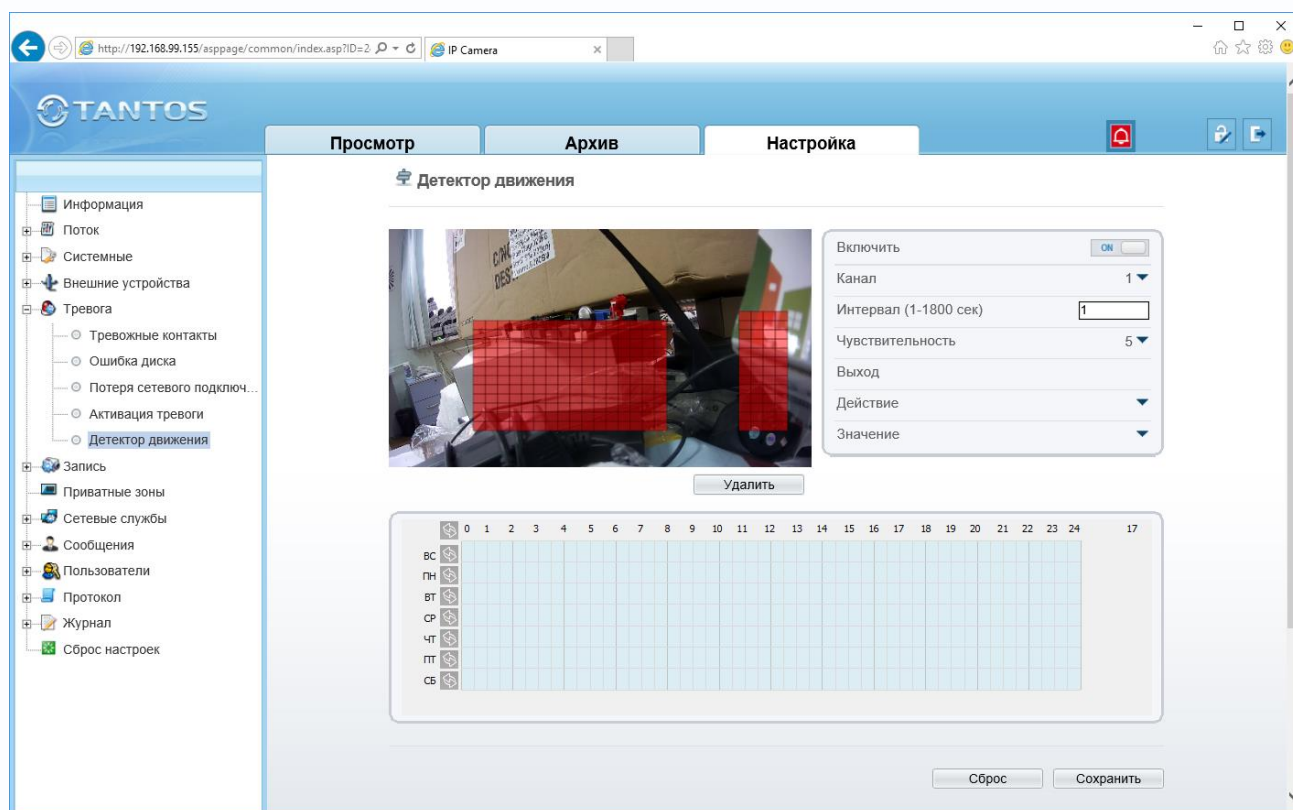 http://192.168.99.155/asppage/common/index.asp?ID=2
IP Camera
TANTOS
Просмотр
Архив
Настройка
Детектор движения
Информация
Поток
Системные
Внешние устройства
Тревога
Тревожные контакты
Ошибка диска
Потеря сетевого подключ...
Активация тревоги
Детектор движения
Запись
Приватные зоны
Сетевые службы
Сообщения
Пользователи
Протокол
Журнал
Сброс настроек
Включить ON
Канал 1
Интервал (1-1800 сек) 1
Чувствительность 5
Выход
Действие
Значение
Удалить
0 1 2 3 4 5 6 7 8 9 10 11 12 13 14 15 16 17 18 19 20 21 22 23 24 17
ВС
ПН
ВТ
СР
ЧТ
ПТ
СБ
Сброс
Сохранить